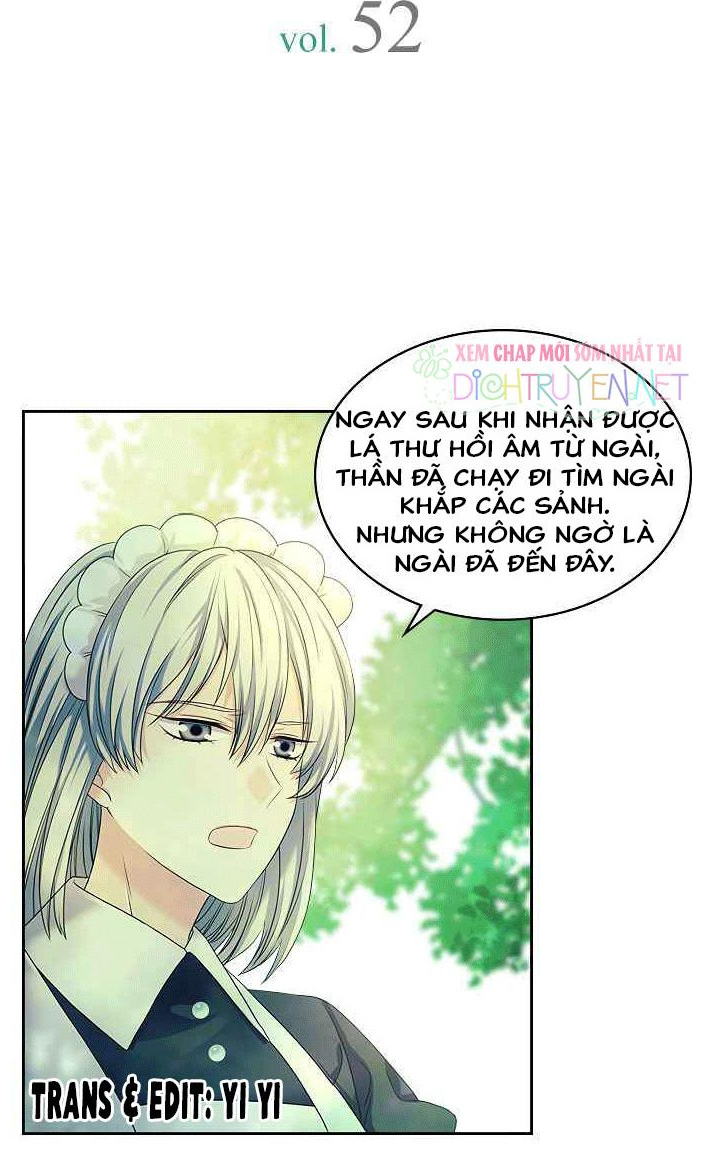 vol. 52
XEM CHAP MỚI SỚM NHẤT TẠI
DICHTRUYEN.NET
NGAY SAU KHI NHẬN ĐƯỢC
LÁ THƯ HỒI ÂM TỪ NGÀI,
THẦN ĐÃ CHẠY ĐI TÌM NGÀI
KHẮP CÁC SẢNH.
NHƯNG KHÔNG NGỜ LÀ
NGÀI ĐÃ ĐẾN ĐÂY.
TRANS & EDIT: YI YI